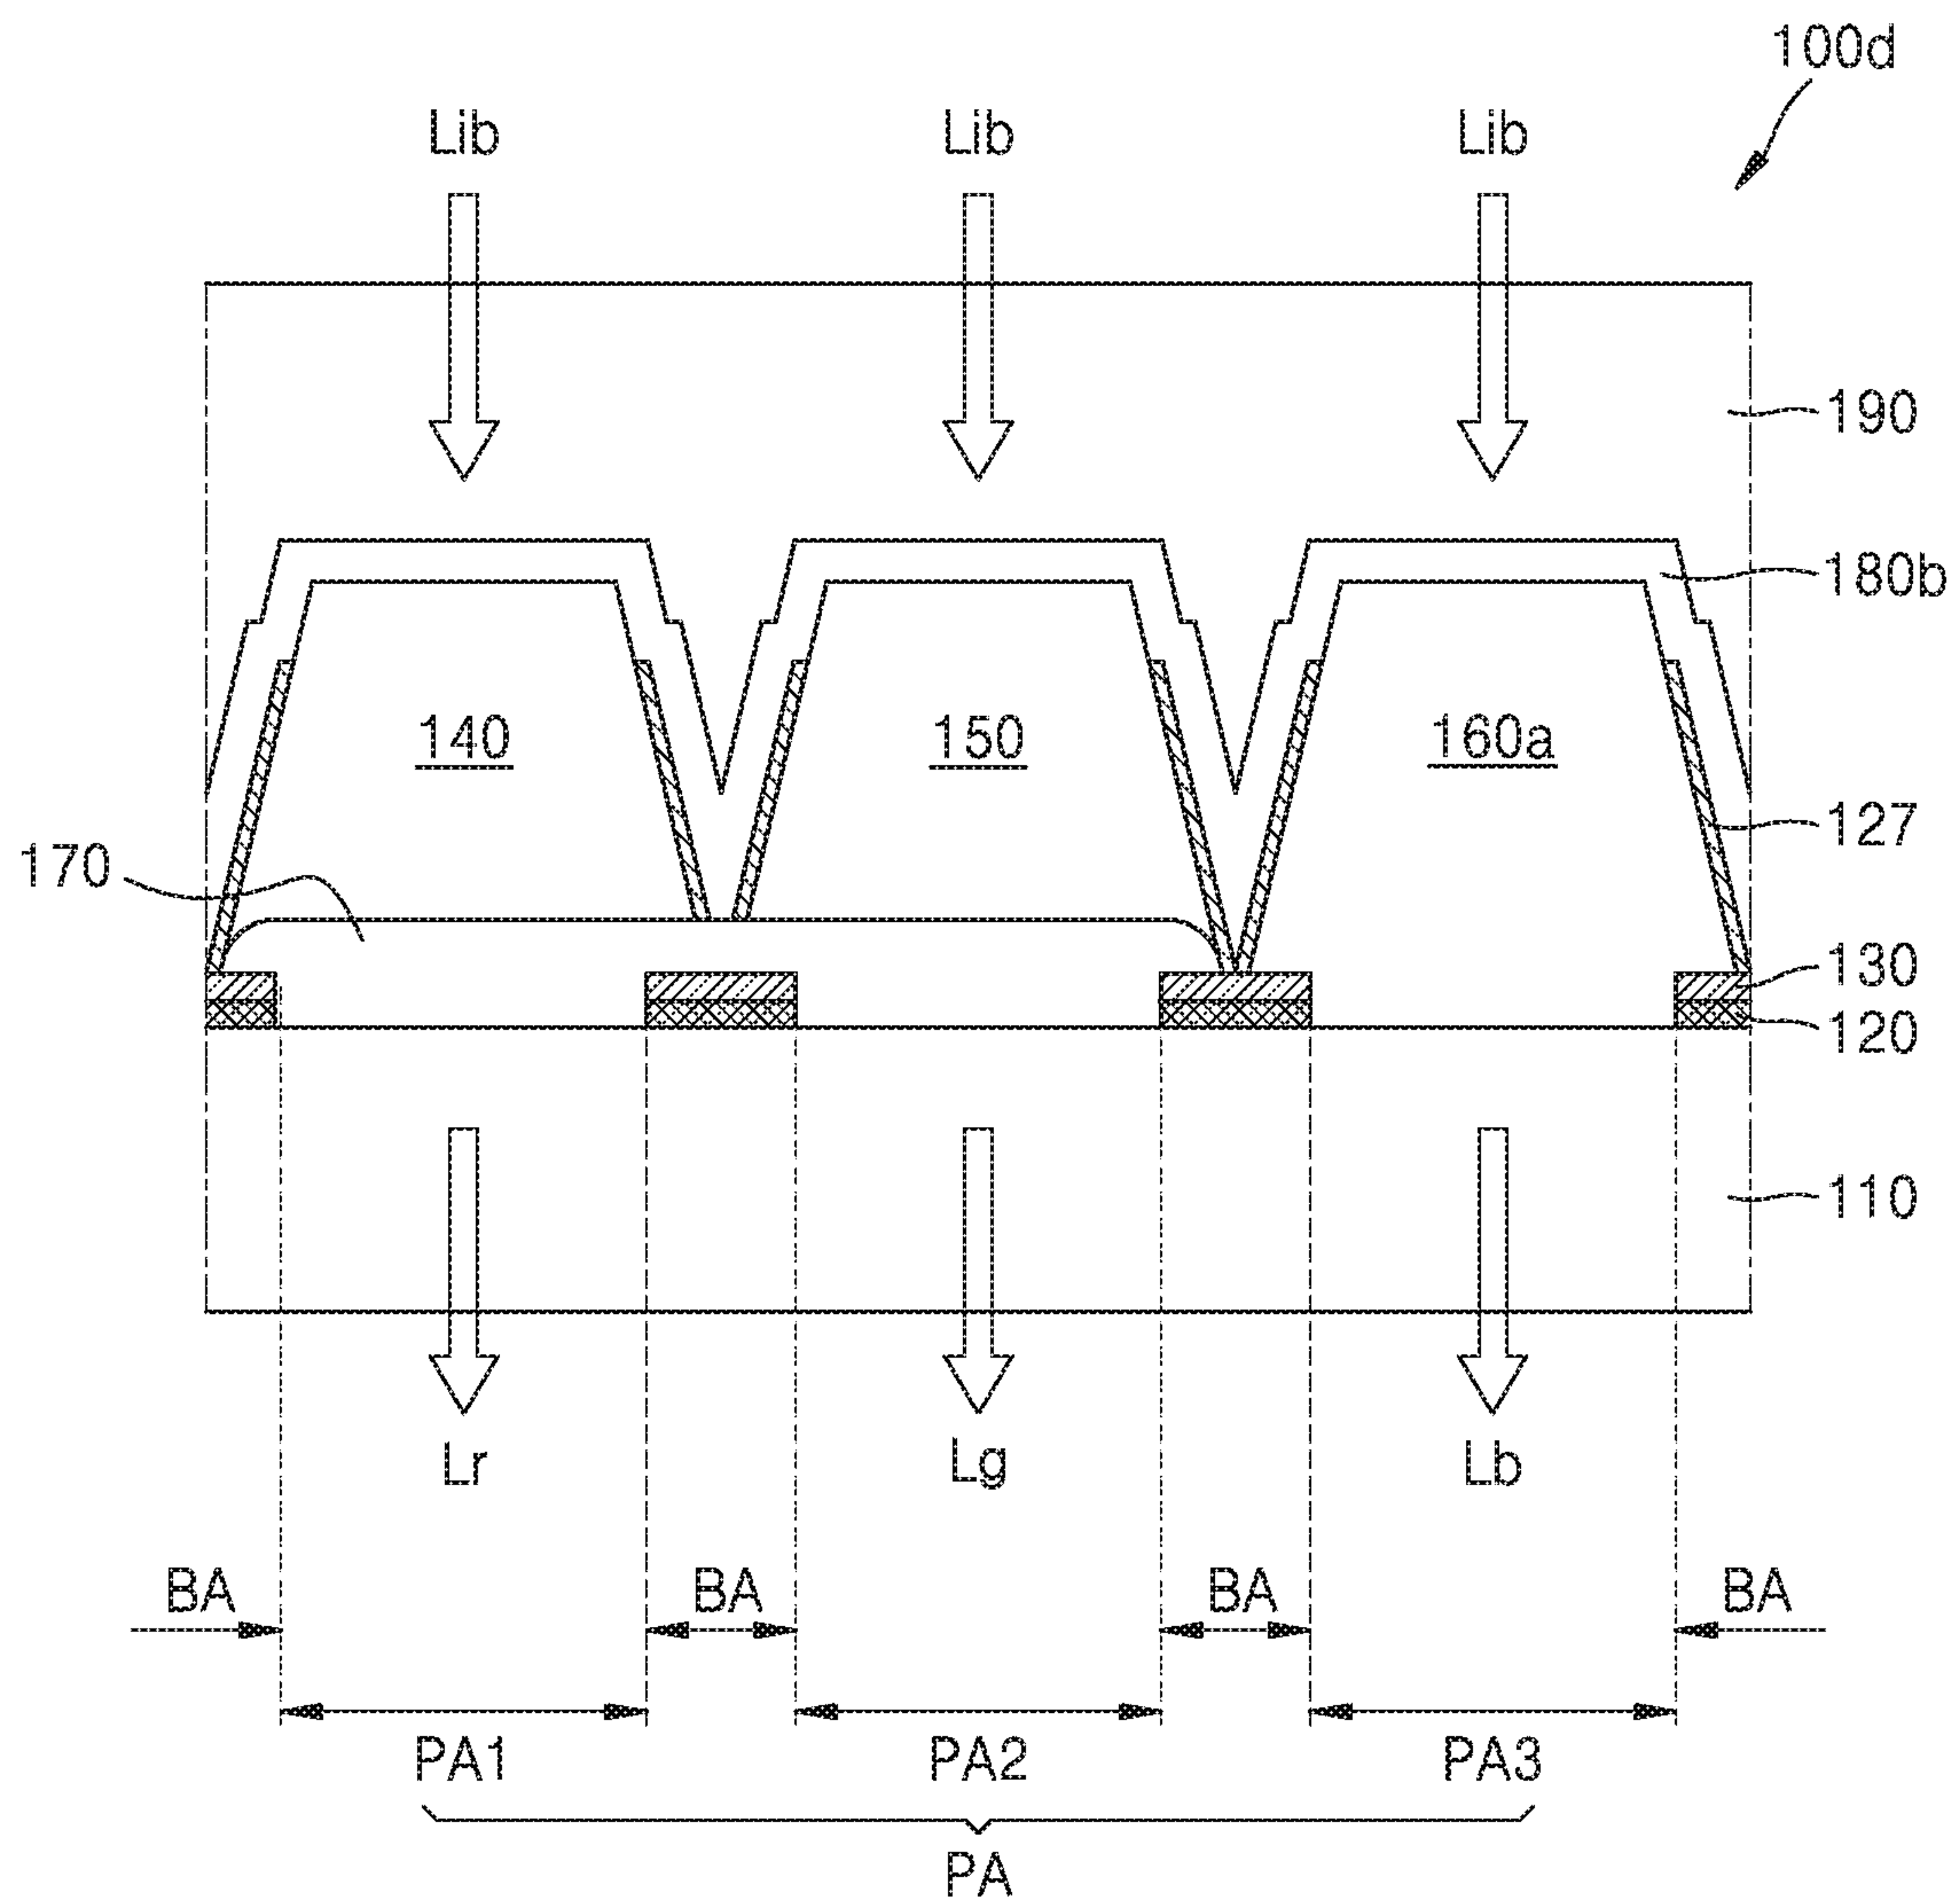 100d
Lib Lib Lib
190
180b
140 150 160a
127
170
130
120
110
Lr Lg Lb
BA BA BA BA
PA1 PA2 PA3
PA